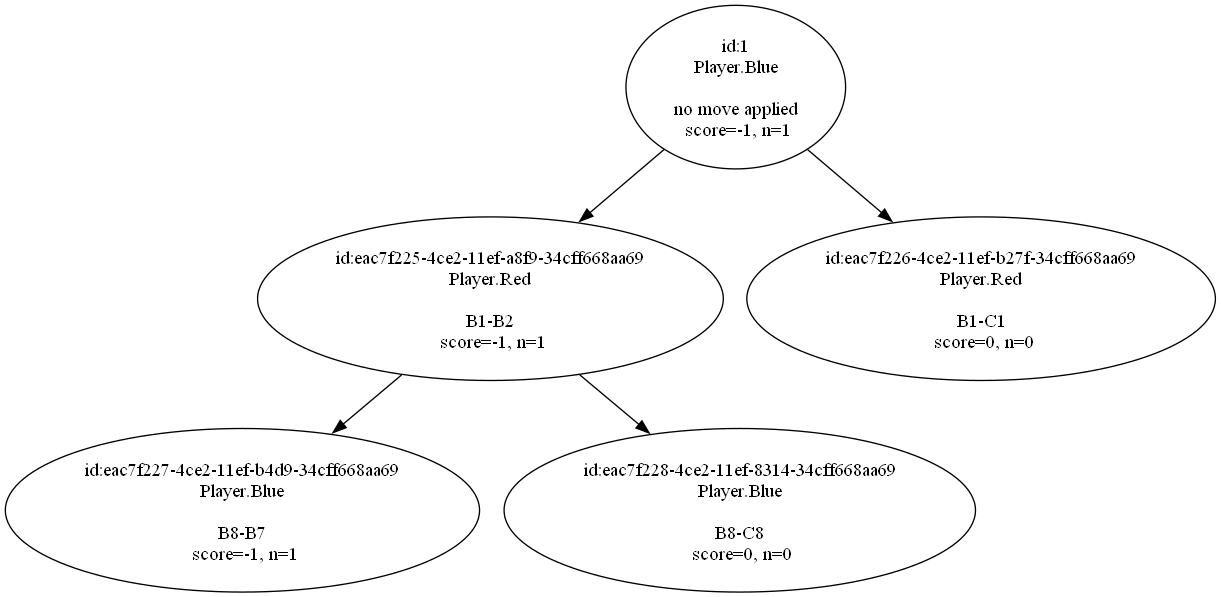 id:1
Player.Blue
no move applied
score=-1, n=1
id:eac7f225-4ce2-11ef-a8f9-34cff668aa69
Player.Red
B1-B2
score=-1, n=1
id:eac7f226-4ce2-11ef-b27f-34cff668aa69
Player.Red
B1-C1
score=0, n=0
id:eac7f227-4ce2-11ef-b4d9-34cff668aa69
Player.Blue
B8-B7
score=-1, n=1
id:eac7f228-4ce2-11ef-8314-34cff668aa69
Player.Blue
B8-C8
score=0, n=0